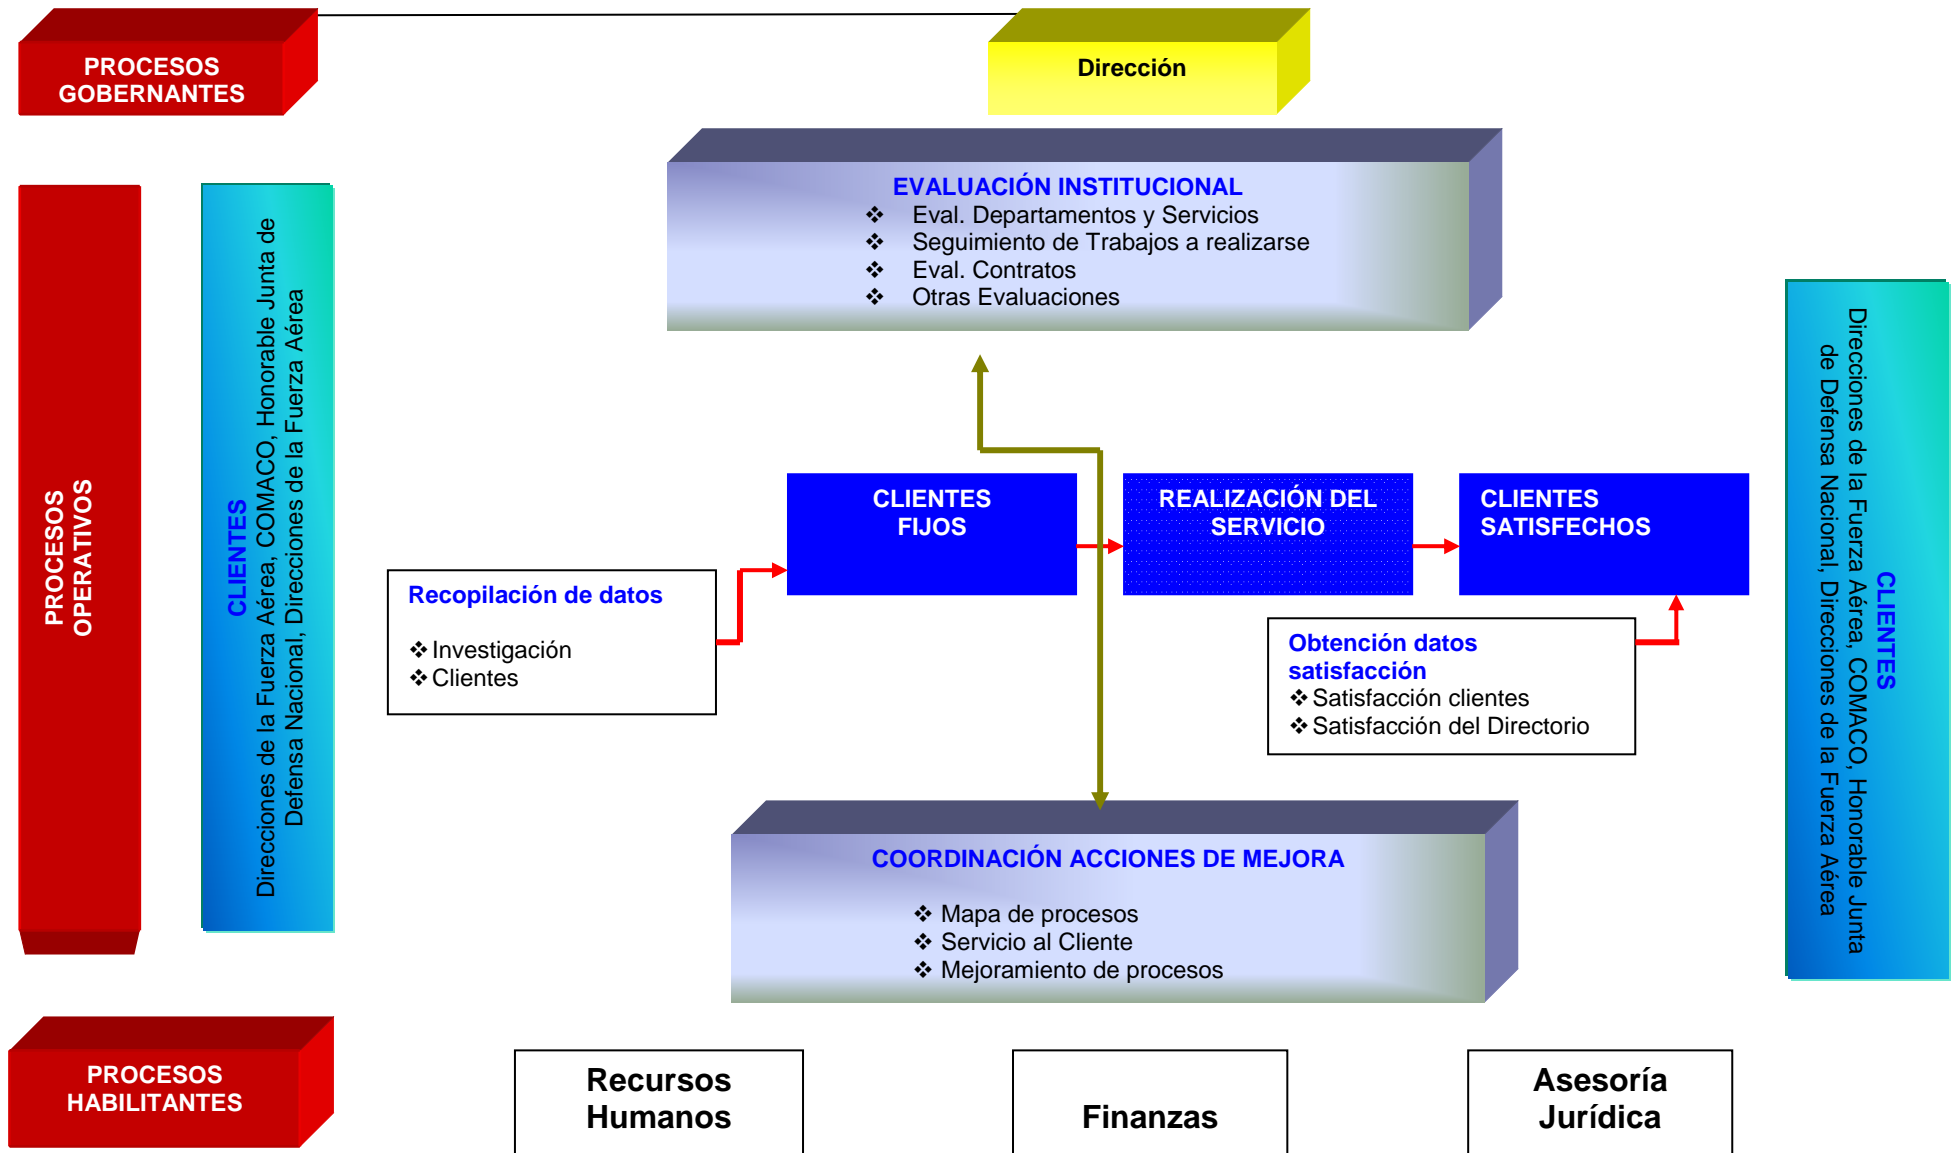 PROCESOS
GOBERNANTES
Dirección
EVALUACIÓN INSTITUCIONAL
❖ Eval. Departamentos y Servicios
❖ Seguimiento de Trabajos a realizarse
❖ Eval. Contratos
❖ Otras Evaluaciones
PROCESOS
OPERATIVOS
CLIENTES
Direcciones de la Fuerza Aérea, COMACO, Honorable Junta de
Defensa Nacional, Direcciones de la Fuerza Aérea
Recopilación de datos
❖ Investigación
❖ Clientes
CLIENTES
FIJOS
REALIZACIÓN DEL
SERVICIO
CLIENTES
SATISFECHOS
Obtención datos
satisfacción
❖ Satisfacción clientes
❖ Satisfacción del Directorio
CLIENTES
Direcciones de la Fuerza Aérea, COMACO, Honorable Junta
de Defensa Nacional, Direcciones de la Fuerza Aérea
COORDINACIÓN ACCIONES DE MEJORA
❖ Mapa de procesos
❖ Servicio al Cliente
❖ Mejoramiento de procesos
PROCESOS
HABILITANTES
Recursos
Humanos
Finanzas
Asesoría
Jurídica